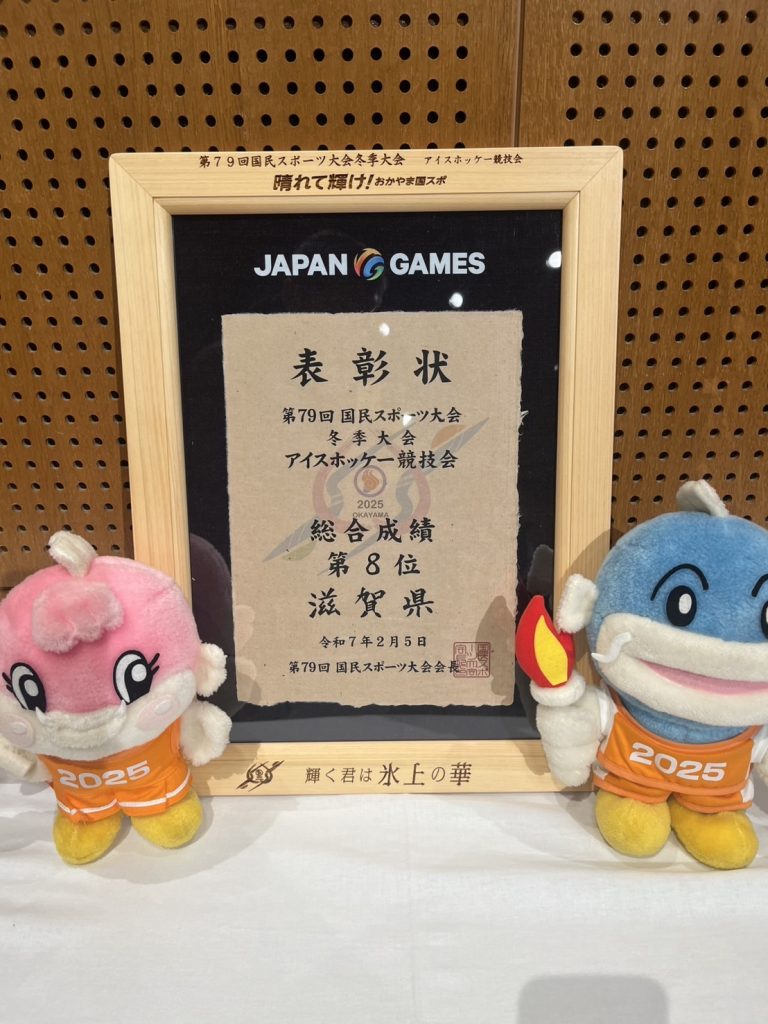 第79回国民スポーツ大会冬季大会 アイスホッケー競技会
晴れて輝け!おかやま国スポ
JAPAN GAMES
表彰状
第79回 国民スポーツ大会
冬季大会
アイスホッケー競技会
2025
OKAYAMA
総合成績
第8位
滋賀県
令和7年2月5日
第79回 国民スポーツ大会会長
輝く君は 氷上の華
2025
2025